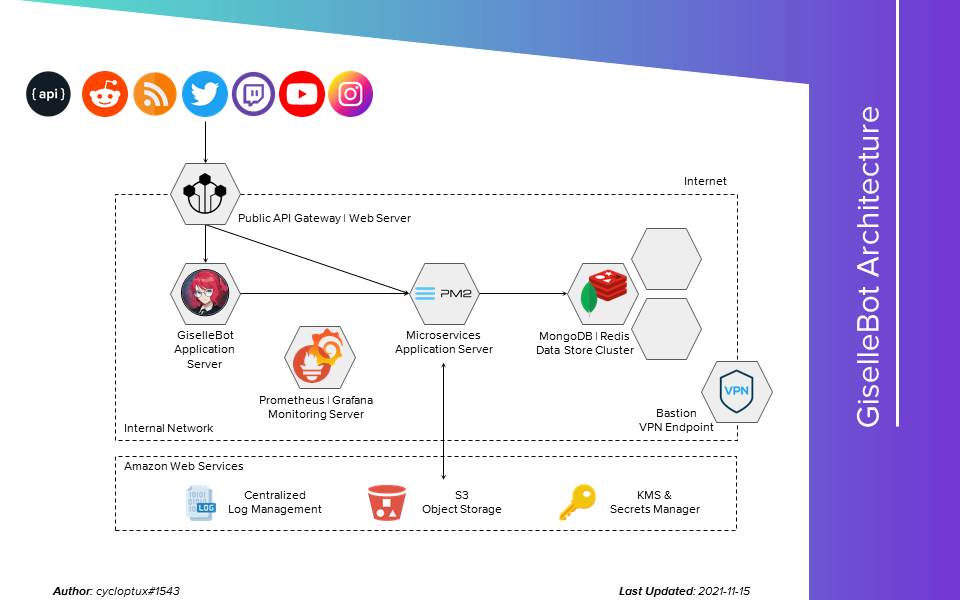 { api }
Internet
Public API Gateway | Web Server
PM2
GiselleBot
Application
Server
Microservices
Application Server
MongoDB | Redis
Data Store Cluster
Prometheus | Grafana
Monitoring Server
VPN
Bastion
VPN Endpoint
Internal Network
Amazon Web Services
LOG
Centralized
Log Management
S3
Object Storage
KMS &
Secrets Manager
Author: cycloptux#1543
Last Updated: 2021-11-15
GiselleBot Architecture